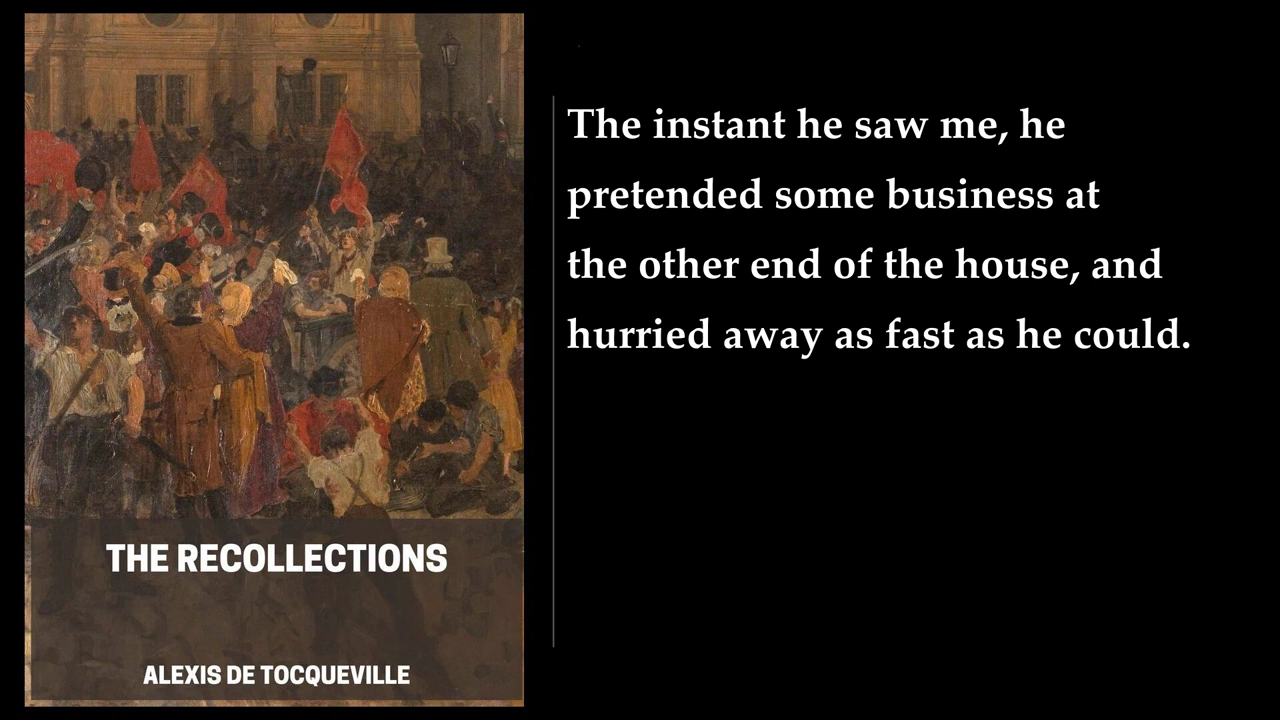 The instant he saw me, he
pretended some business at
the other end of the house, and
hurried away as fast as he could.
THE RECOLLECTIONS
ALEXIS DE TOCQUEVILLE